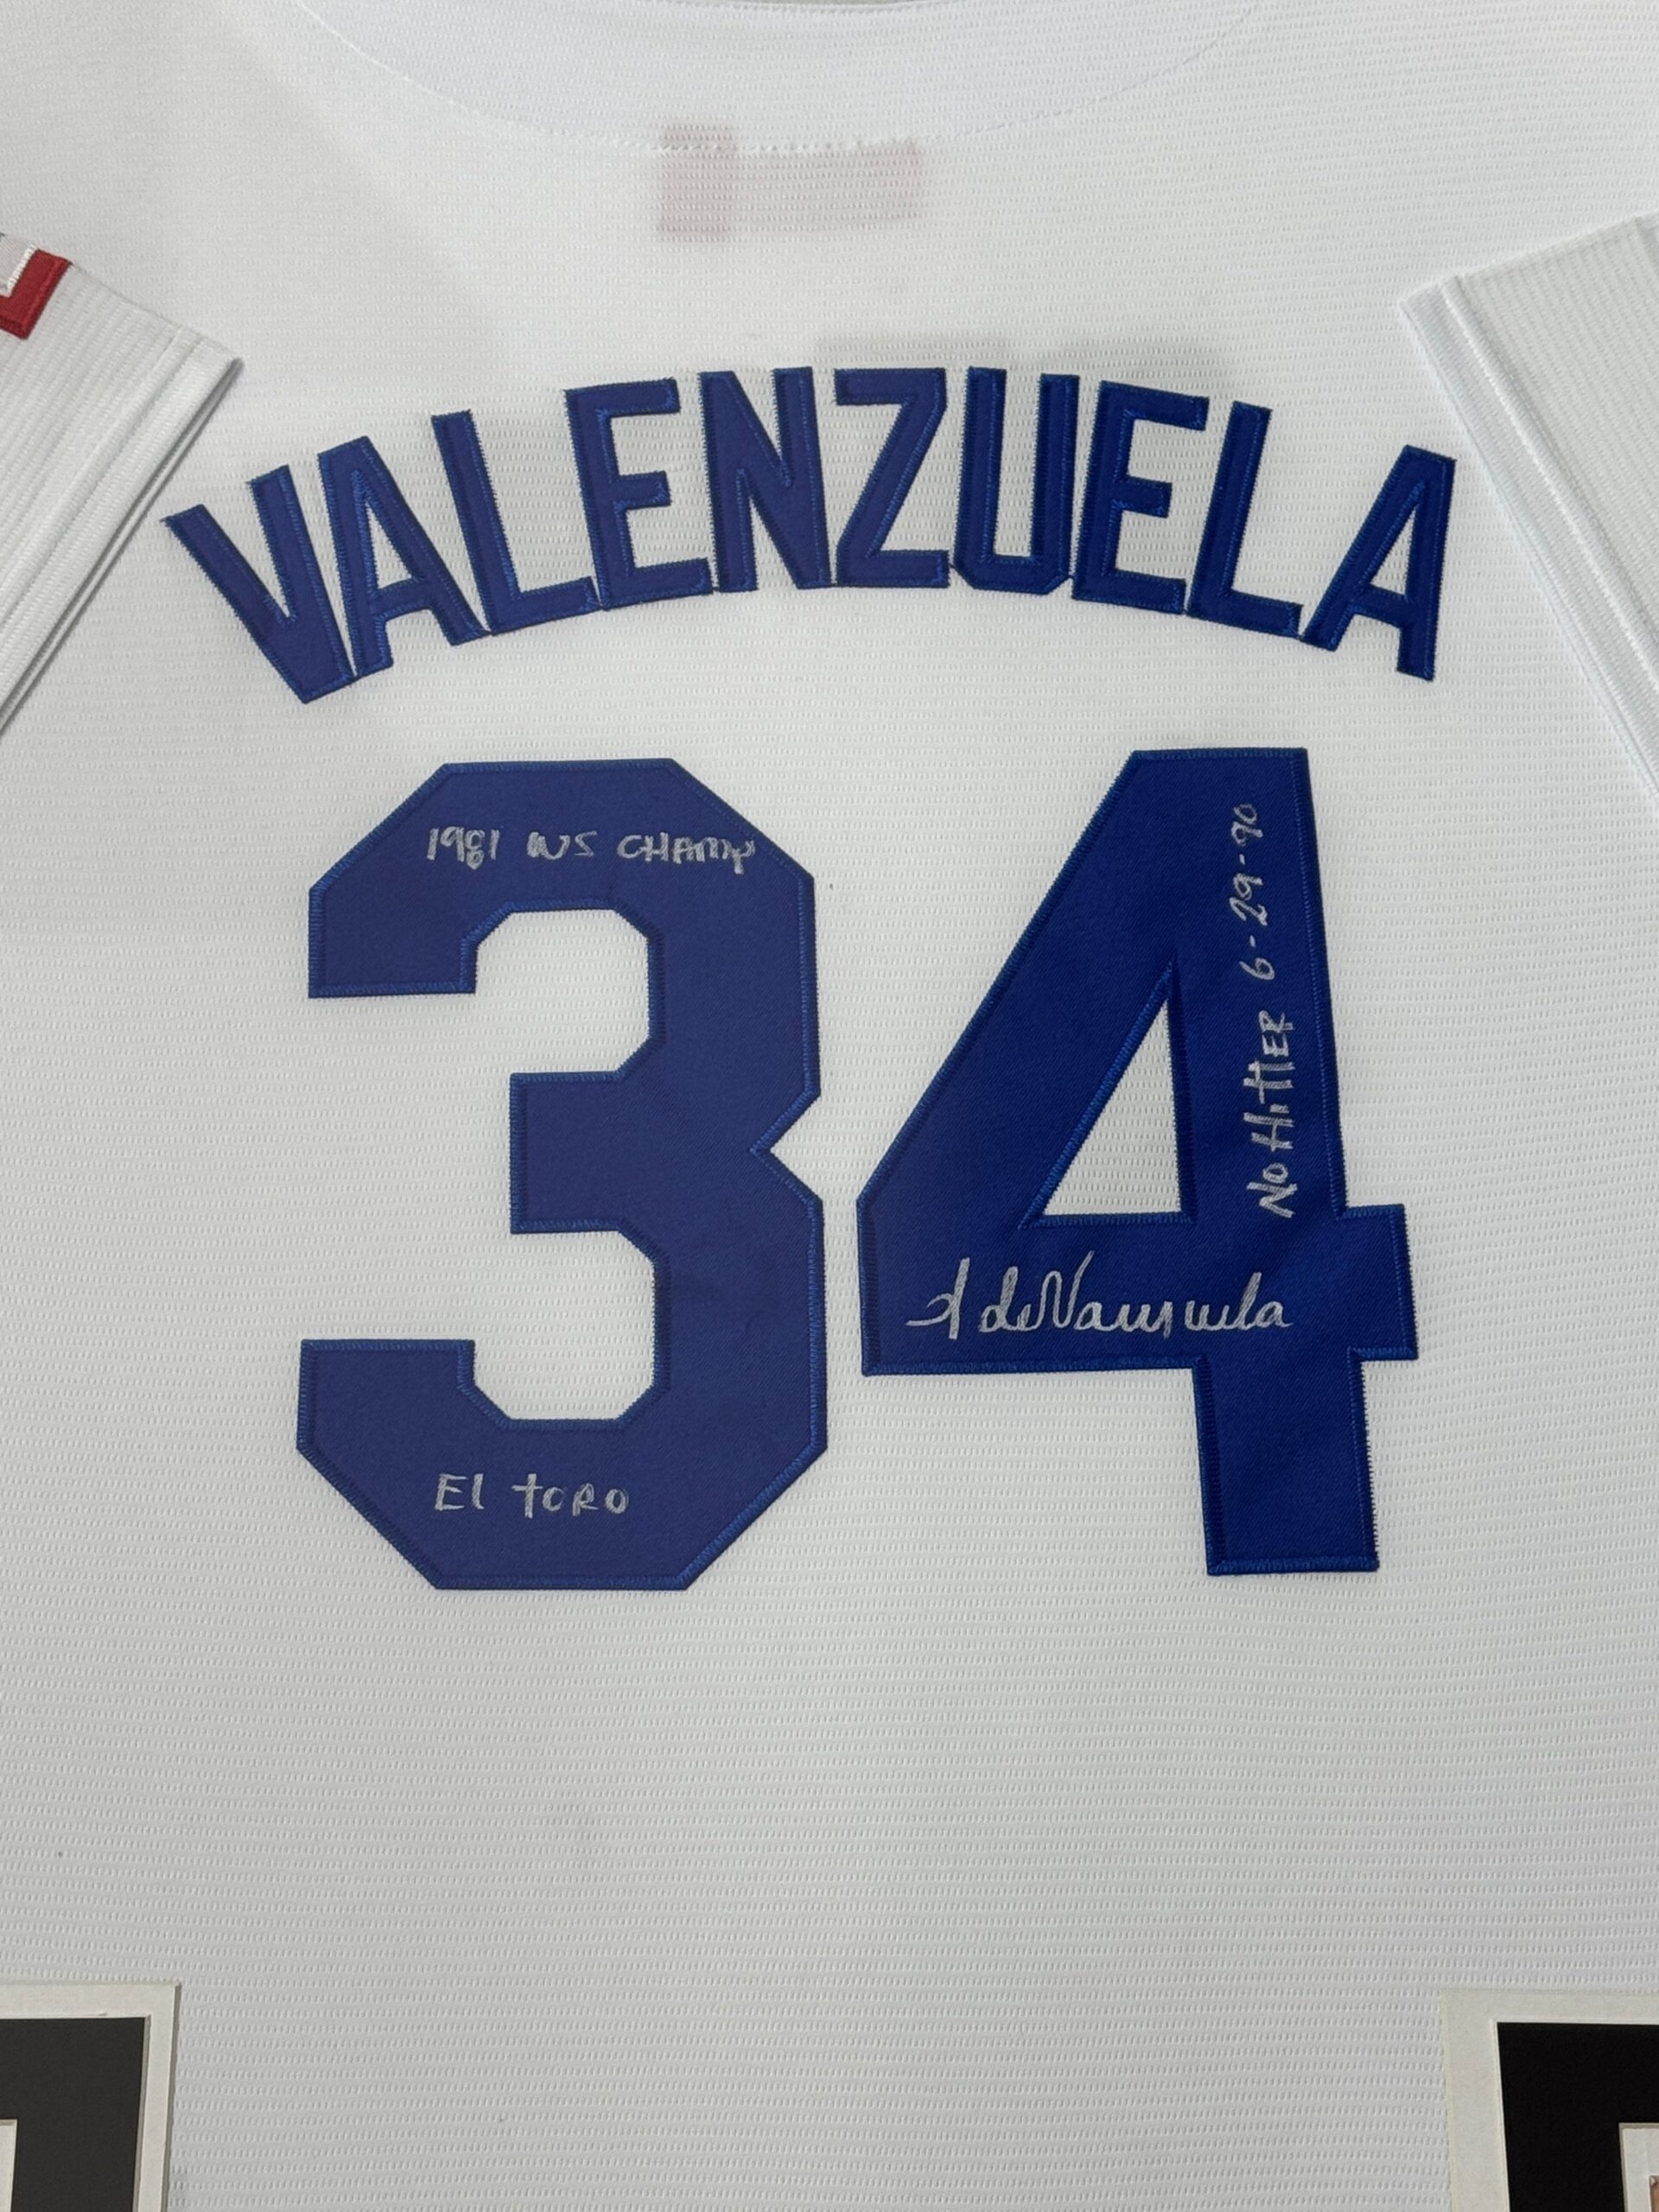 VALENZUELA
34
1981 WS CHAMP
No HiTTER 6-29-90
El toRo